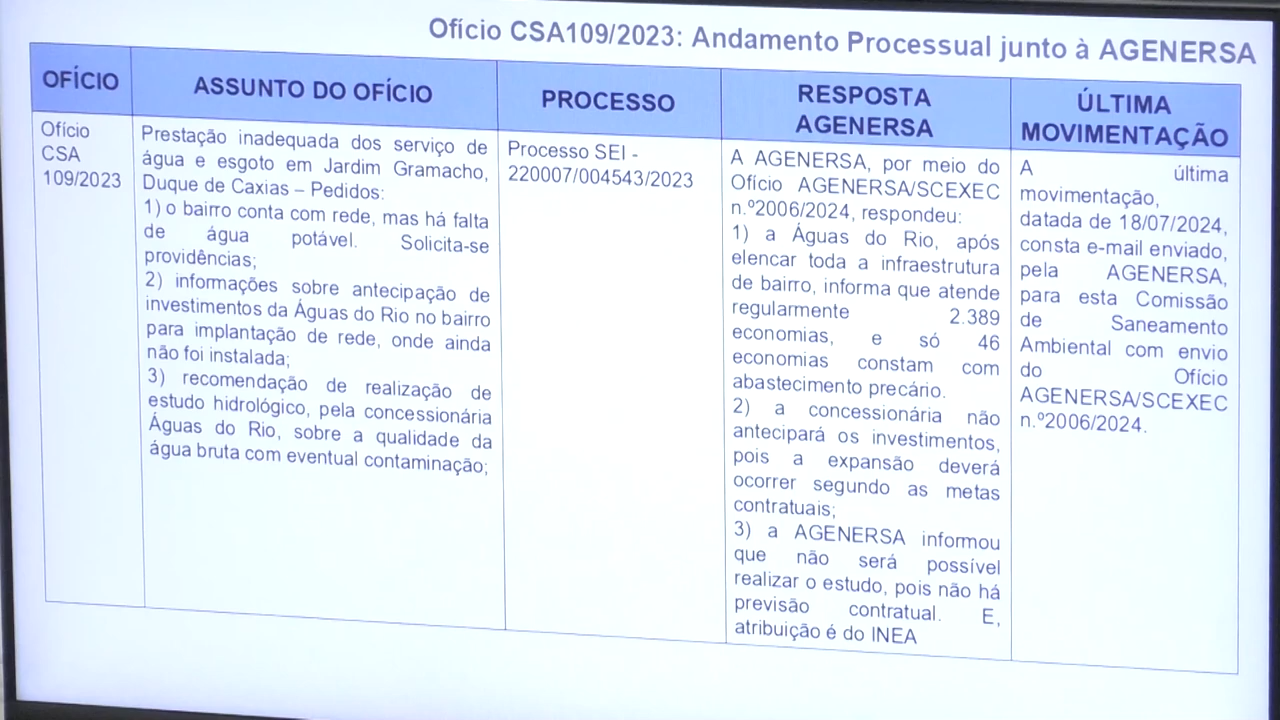 Ofício CSA109/2023: Andamento Processual junto à AGENERSA
OFÍCIO
ASSUNTO DO OFÍCIO
PROCESSO
RESPOSTA
AGENERSA
ÚLTIMA
MOVIMENTAÇÃO
Ofício
CSA
109/2023
Prestação inadequada dos serviço de
água e esgoto em Jardim Gramacho,
Duque de Caxias – Pedidos:
1) o bairro conta com rede, mas há falta
de água potável. Solicita-se
providências;
2) informações sobre antecipação de
investimentos da Águas do Rio no bairro
para implantação de rede, onde ainda
não foi instalada;
3) recomendação de realização de
estudo hidrológico, pela concessionária
Águas do Rio, sobre a qualidade da
água bruta com eventual contaminação;
Processo SEI -
220007/004543/2023
A AGENERSA, por meio do
Ofício AGENERSA/SCEXEC
n.º2006/2024, respondeu:
1) a Águas do Rio, após
elencar toda a infraestrutura
de bairro, informa que atende
regularmente 2.389
economias, e só 46
economias constam com
abastecimento precário.
2) a concessionária não
antecipará os investimentos,
pois a expansão deverá
ocorrer segundo as metas
contratuais;
3) a AGENERSA informou
que não será possível
realizar o estudo, pois não há
previsão contratual. E,
atribuição é do INEA
A última
movimentação,
datada de 18/07/2024,
consta e-mail enviado,
pela AGENERSA,
para esta Comissão
de Saneamento
Ambiental com envio
do Ofício
AGENERSA/SCEXEC
n.º2006/2024.